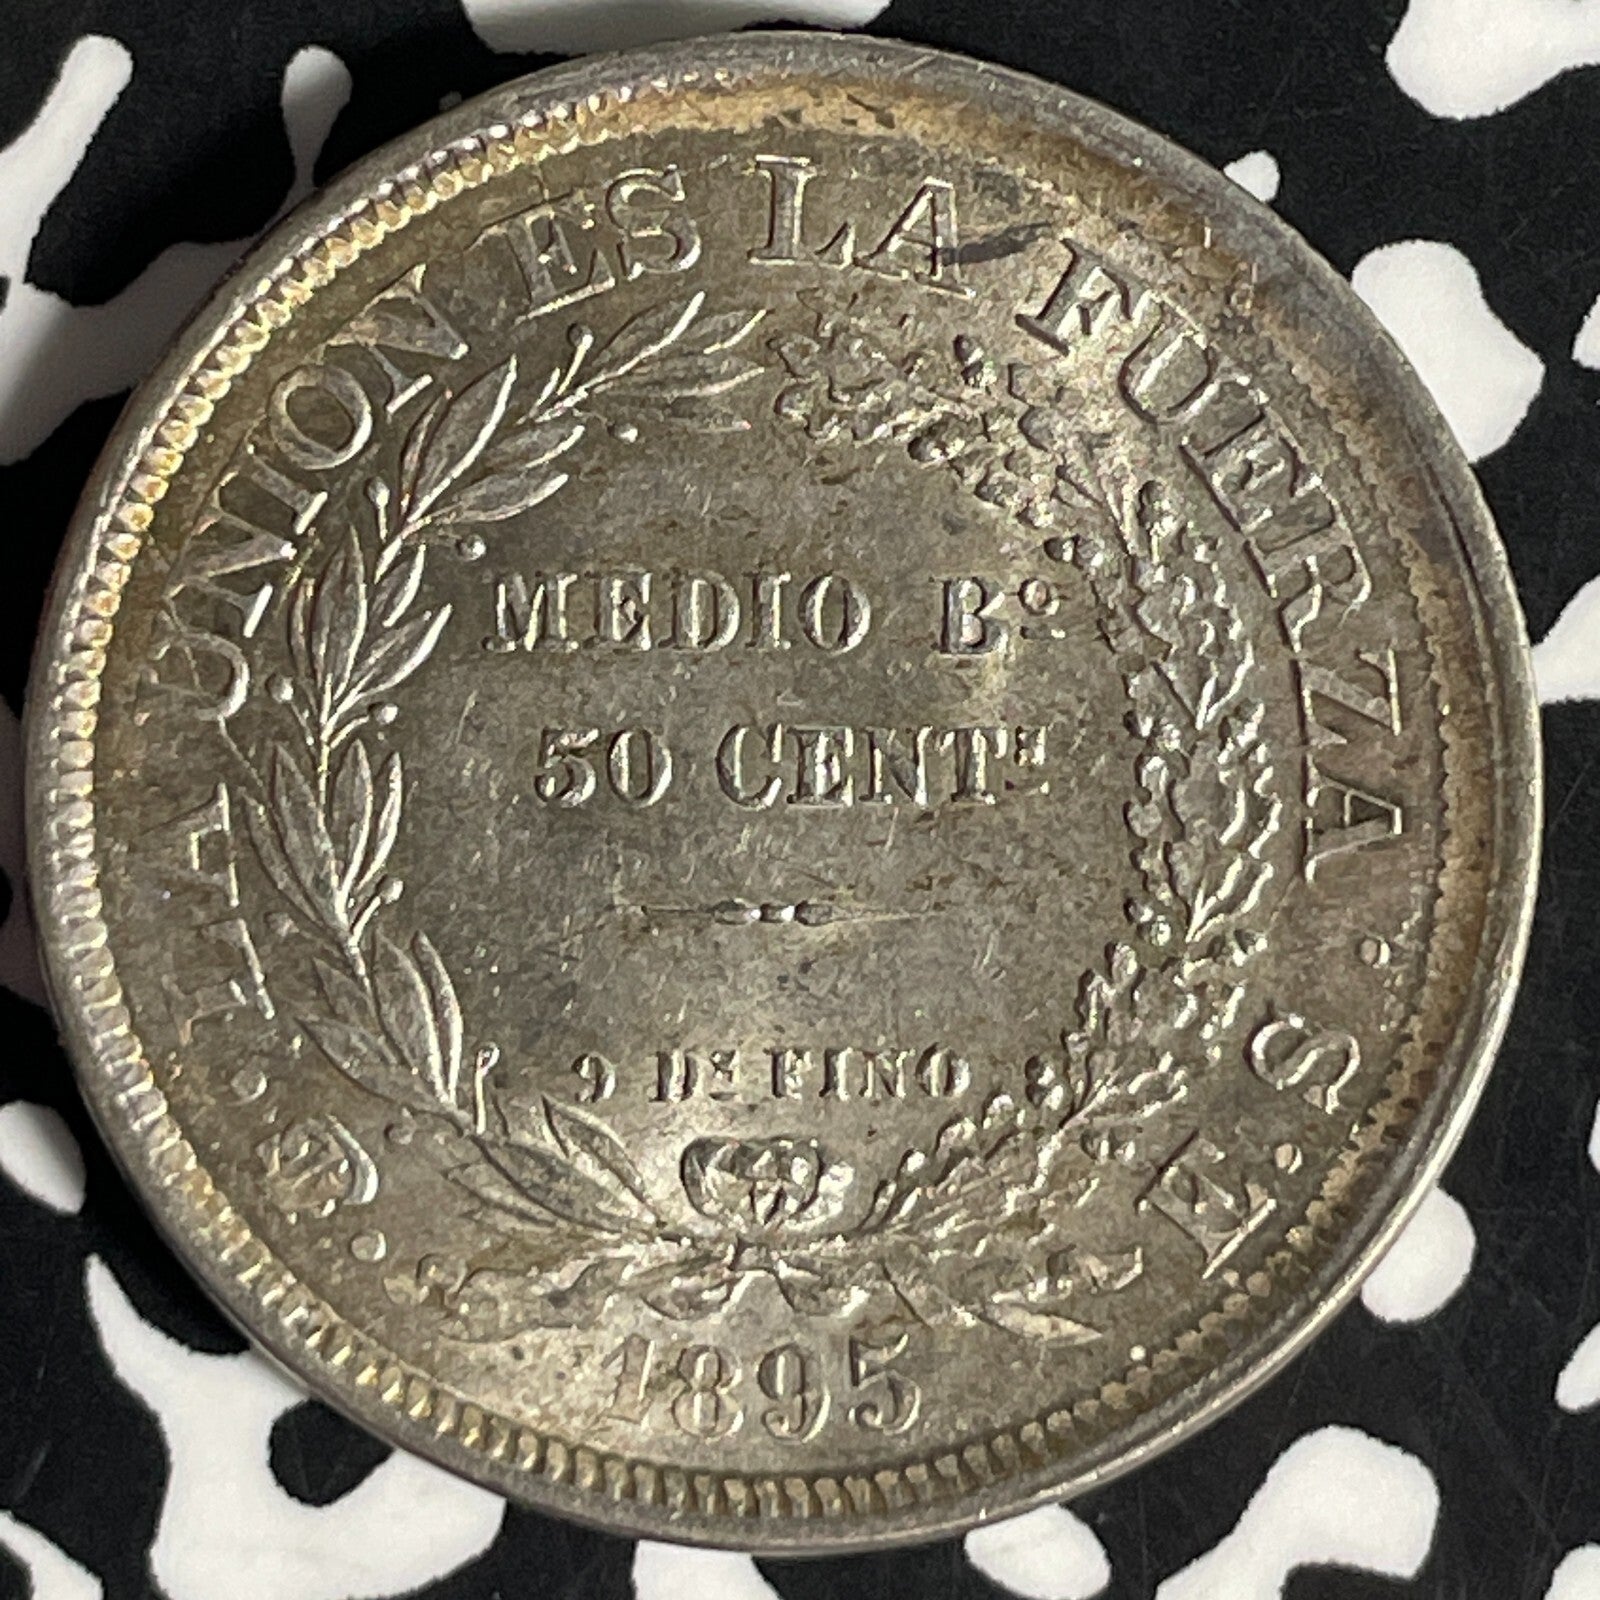 LA UNION ES LA FUERZA . S . E . G .
MEDIO Bº
50 CENTS
9 DS FINO
1895